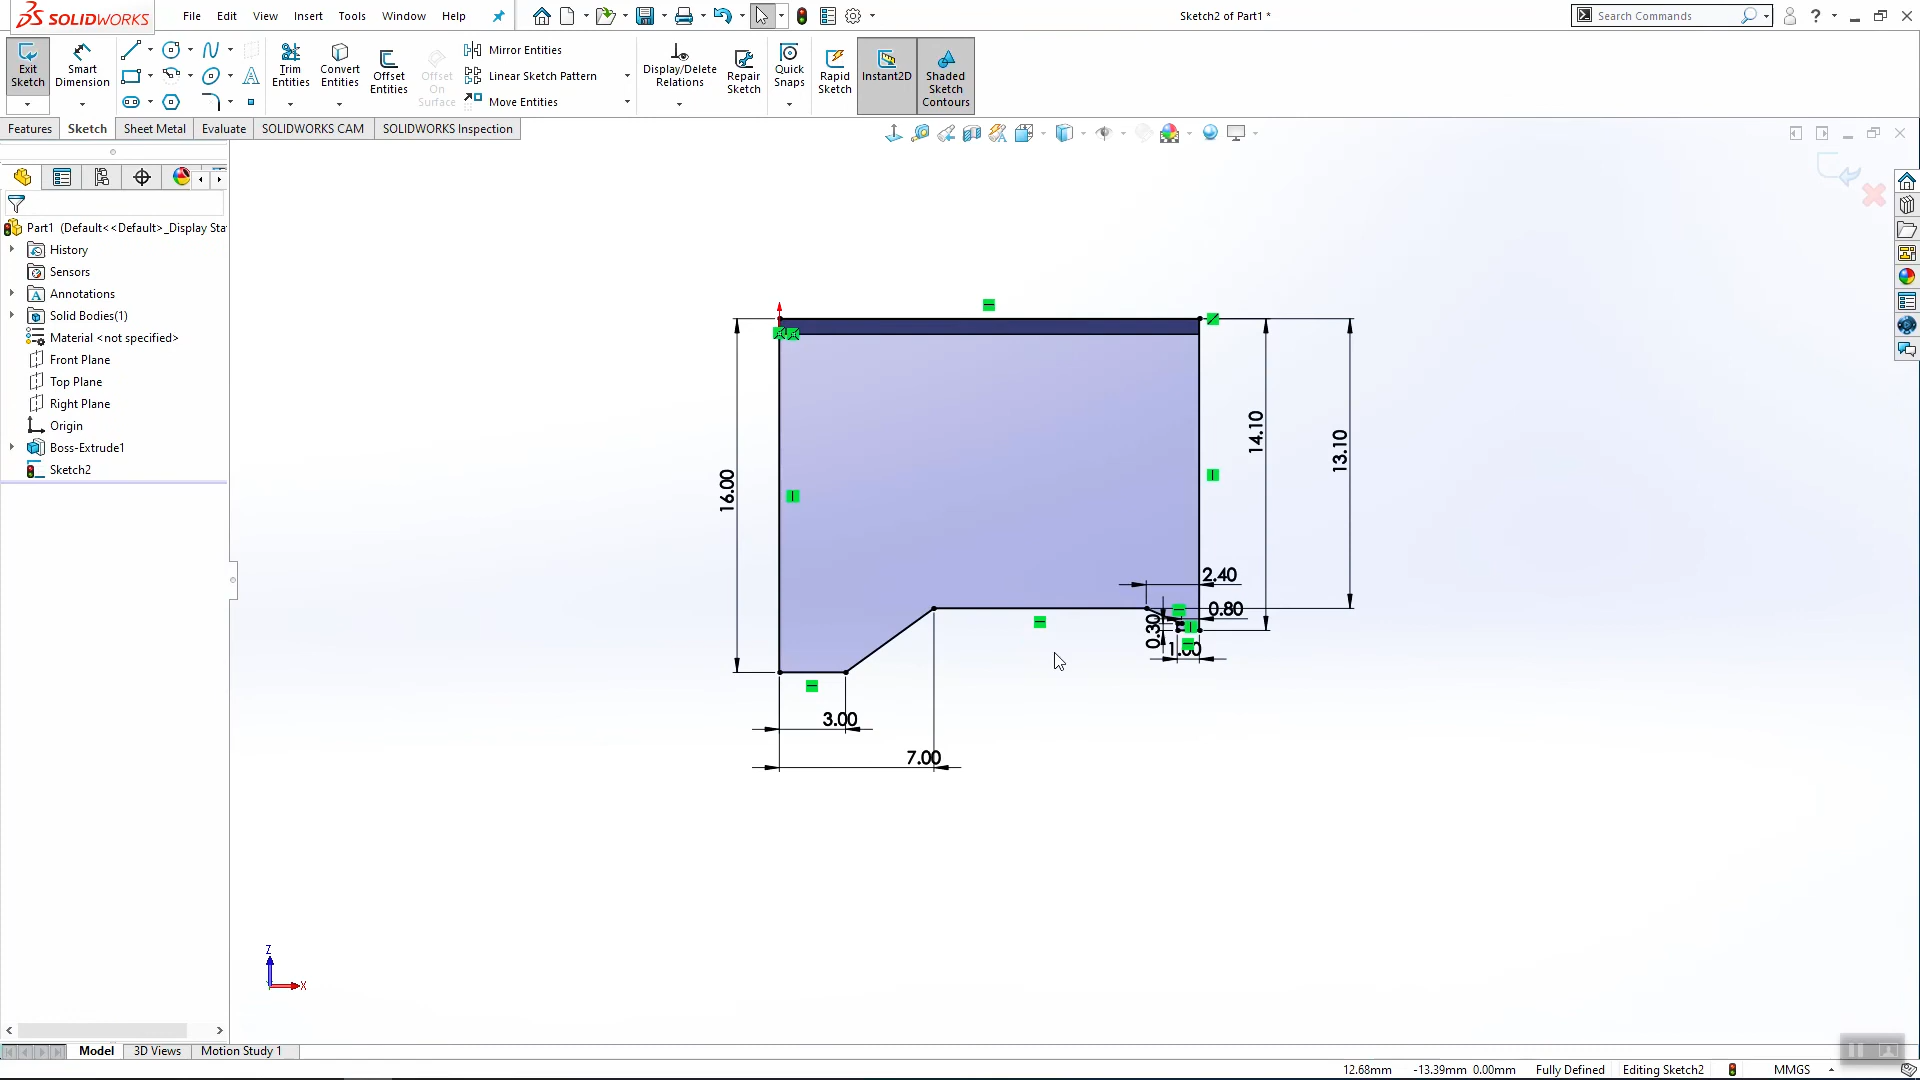 SOLIDWORKS
File Edit View Insert Tools Window Help
Sketch2 of Part1 *
Search Commands
Exit Sketch
Smart Dimension
Trim Entities
Convert Entities
Offset Entities
Offset On Surface
Mirror Entities
Linear Sketch Pattern
Move Entities
Display/Delete Relations
Repair Sketch
Quick Snaps
Rapid Sketch
Instant2D
Shaded Sketch Contours
Features Sketch Sheet Metal Evaluate SOLIDWORKS CAM SOLIDWORKS Inspection
Part1 (Default<<Default>_Display Sta
History
Sensors
Annotations
Solid Bodies(1)
Material <not specified>
Front Plane
Top Plane
Right Plane
Origin
Boss-Extrude1
Sketch2
16.00
14.10
13.10
2.40
0.80
0.30
1.60
3.00
7.00
Z
X
Model 3D Views Motion Study 1
12.68mm -13.39mm 0.00mm Fully Defined Editing Sketch2 MMGS